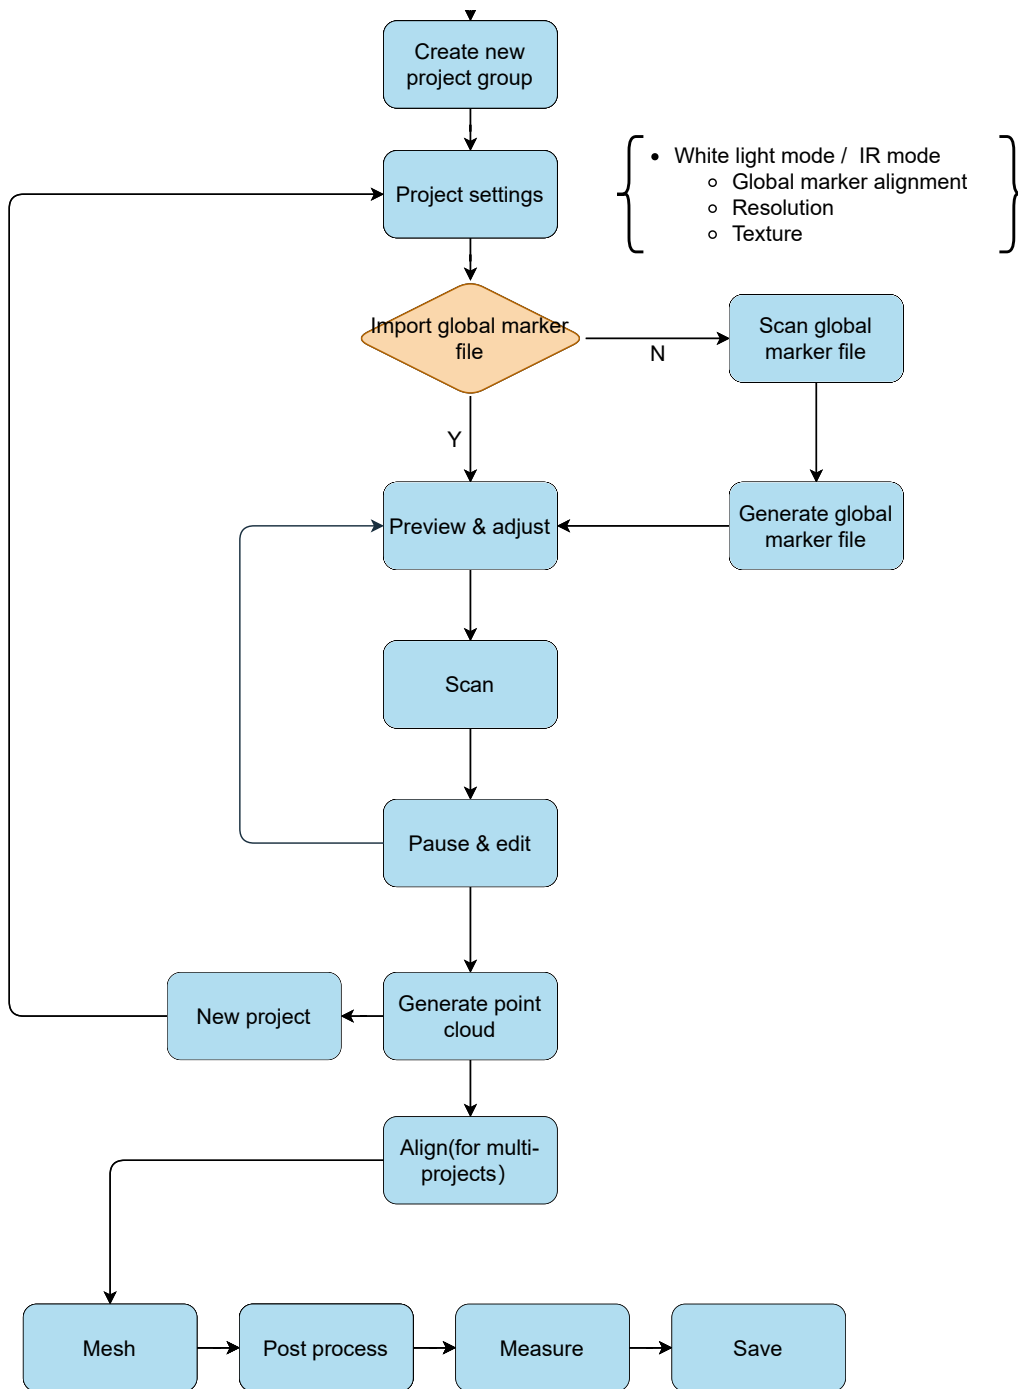 Create new
project group
Project settings
White light mode /  IR mode
Global marker alignment
Resolution
Texture
Import global marker
file
N
Scan global
marker file
Y
Preview & adjust
Generate global
marker file
Scan
Pause & edit
New project
Generate point
cloud
Align(for multi-
projects)
Mesh
Post process
Measure
Save